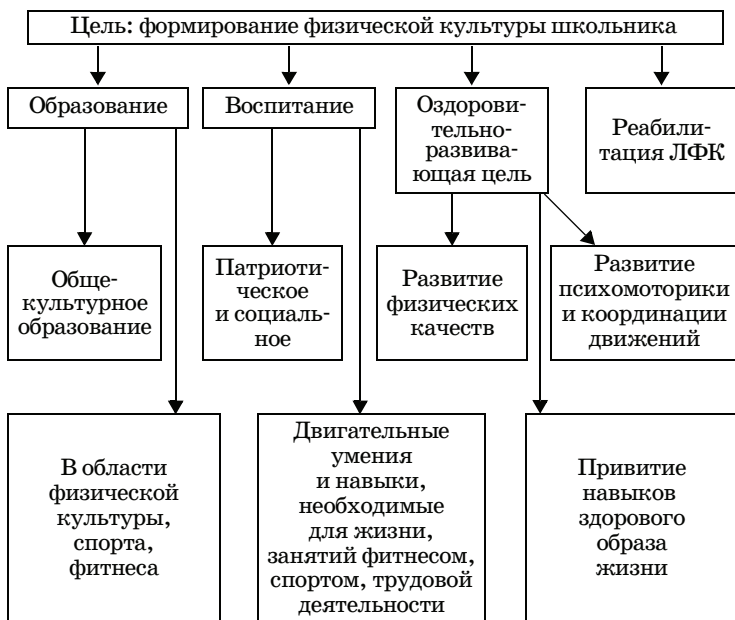 Цель: формирование физической культуры школьника
Образование
Воспитание
Оздорови-
тельно-
развива-
ющая цель
Реабили-
тация ЛФК
Обще-
культурное
образование
Патриоти-
ческое
и социаль-
ное
Развитие
физических
качеств
Развитие
психомоторики
и координации
движений
В области
физической
культуры,
спорта,
фитнеса
Двигательные
умения
и навыки,
необходимые
для жизни,
занятий фитнесом,
спортом, трудовой
деятельности
Привитие
навыков
здорового
образа
жизни